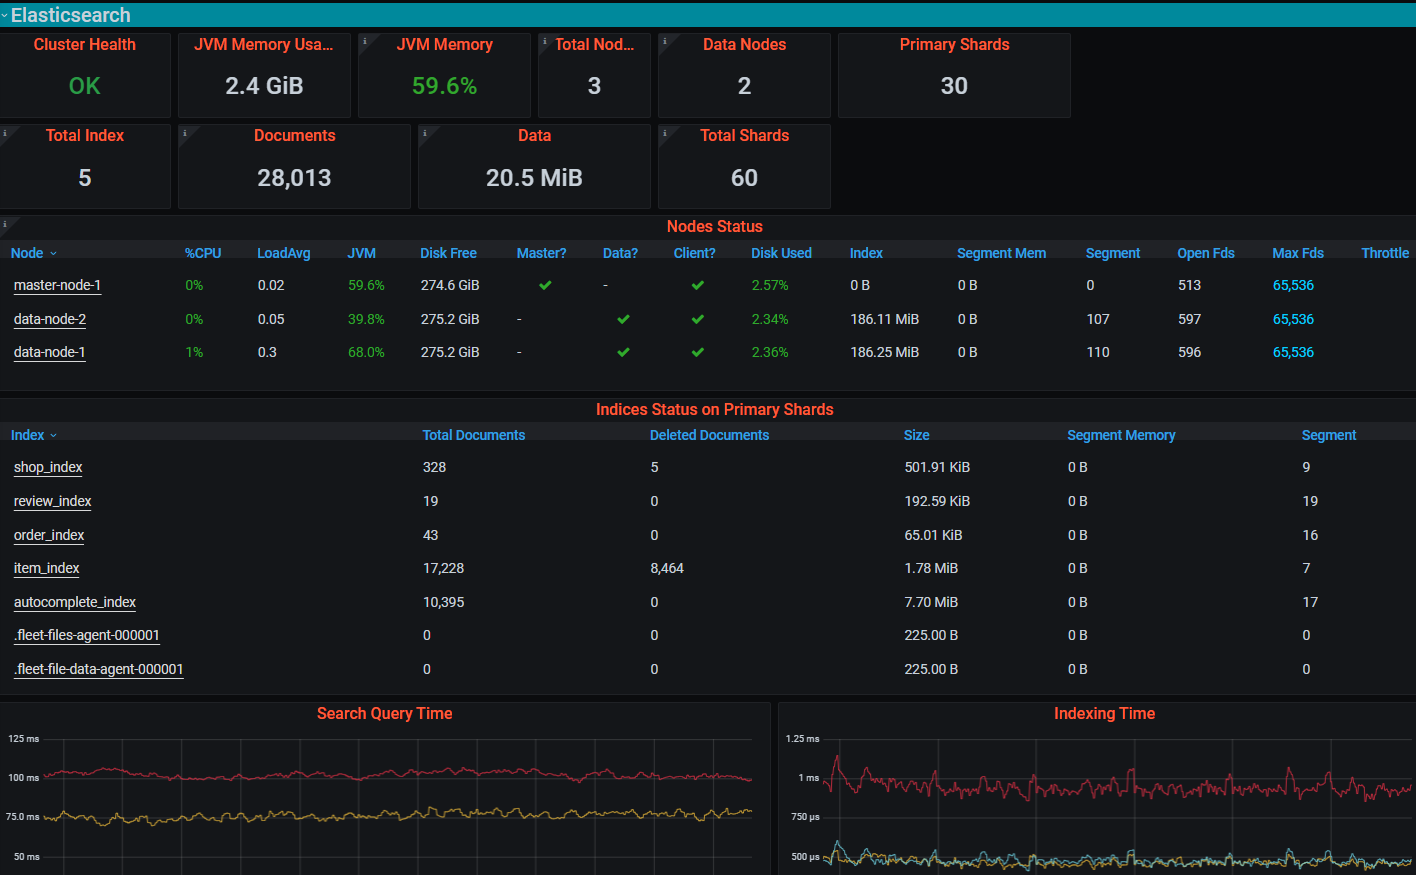 Elasticsearch
Cluster Health
OK
JVM Memory Usa...
2.4 GiB
JVM Memory
59.6%
Total Nod...
3
Data Nodes
2
Primary Shards
30
Total Index
5
Documents
28,013
Data
20.5 MiB
Total Shards
60
Nodes Status
Node %CPU LoadAvg JVM Disk Free Master? Data? Client? Disk Used Index Segment Mem Segment Open Fds Max Fds Throttle
master-node-1 0% 0.02 59.6% 274.6 GiB ✔ - ✔ 2.57% 0 B 0 B 0 513 65,536
data-node-2 0% 0.05 39.8% 275.2 GiB - ✔ ✔ 2.34% 186.11 MiB 0 B 107 597 65,536
data-node-1 1% 0.3 68.0% 275.2 GiB - ✔ ✔ 2.36% 186.25 MiB 0 B 110 596 65,536
Indices Status on Primary Shards
Index Total Documents Deleted Documents Size Segment Memory Segment
shop_index 328 5 501.91 KiB 0 B 9
review_index 19 0 192.59 KiB 0 B 19
order_index 43 0 65.01 KiB 0 B 16
item_index 17,228 8,464 1.78 MiB 0 B 7
autocomplete_index 10,395 0 7.70 MiB 0 B 17
.fleet-files-agent-000001 0 0 225.00 B 0 B 0
.fleet-file-data-agent-000001 0 0 225.00 B 0 B 0
Search Query Time
125 ms
100 ms
75.0 ms
50 ms
Indexing Time
1.25 ms
1 ms
750 µs
500 µs